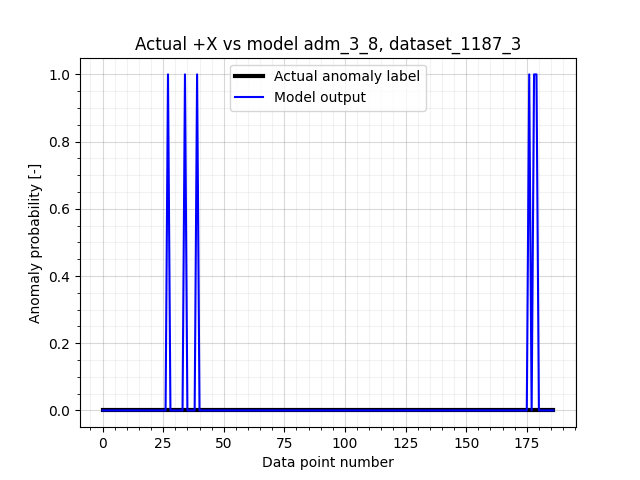 Actual +X vs model adm_3_8, dataset_1187_3
Actual anomaly label
Model output
Anomaly probability [-]
1.0
0.8
0.6
0.4
0.2
0.0
0 25 50 75 100 125 150 175
Data point number